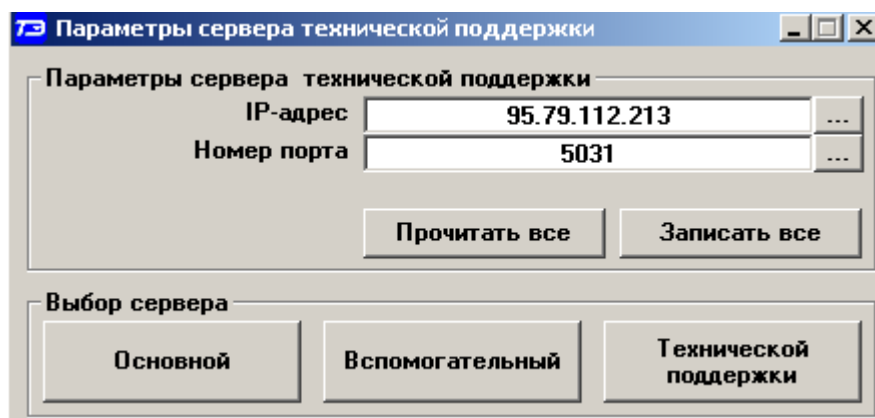 ТЭ Параметры сервера технической поддержки
Параметры сервера технической поддержки
IP-адрес 95.79.112.213 ...
Номер порта 5031 ...
Прочитать все Записать все
Выбор сервера
Основной Вспомогательный Технической
поддержки